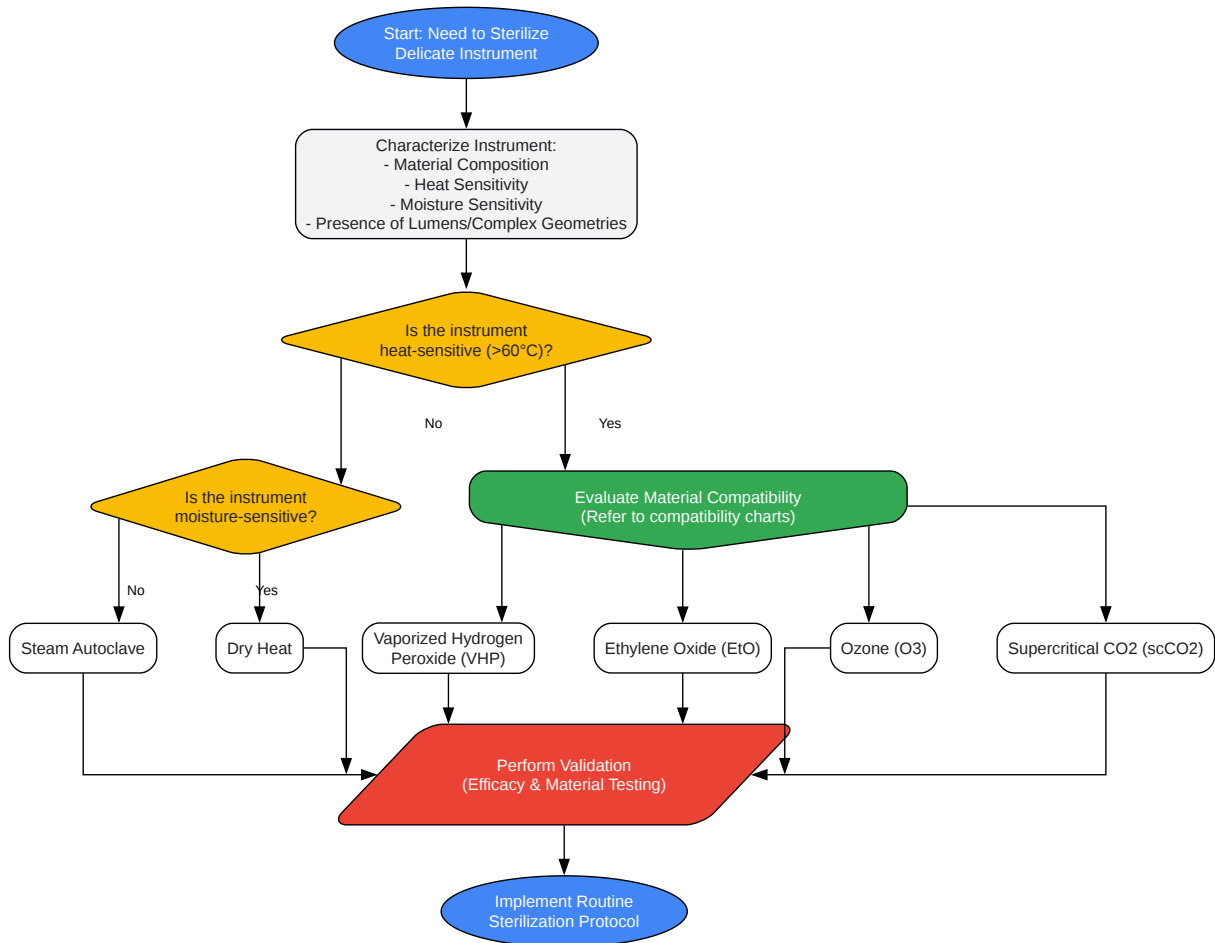 Start: Need to Sterilize
Delicate Instrument
Characterize Instrument:
- Material Composition
- Heat Sensitivity
- Moisture Sensitivity
- Presence of Lumens/Complex Geometries
Is the instrument
heat-sensitive (>60°C)?
No
Yes
Is the instrument
moisture-sensitive?
Evaluate Material Compatibility
(Refer to compatibility charts)
No
Yes
Steam Autoclave
Dry Heat
Vaporized Hydrogen
Peroxide (VHP)
Ethylene Oxide (EtO)
Ozone (O3)
Supercritical CO2 (scCO2)
Perform Validation
(Efficacy & Material Testing)
Implement Routine
Sterilization Protocol